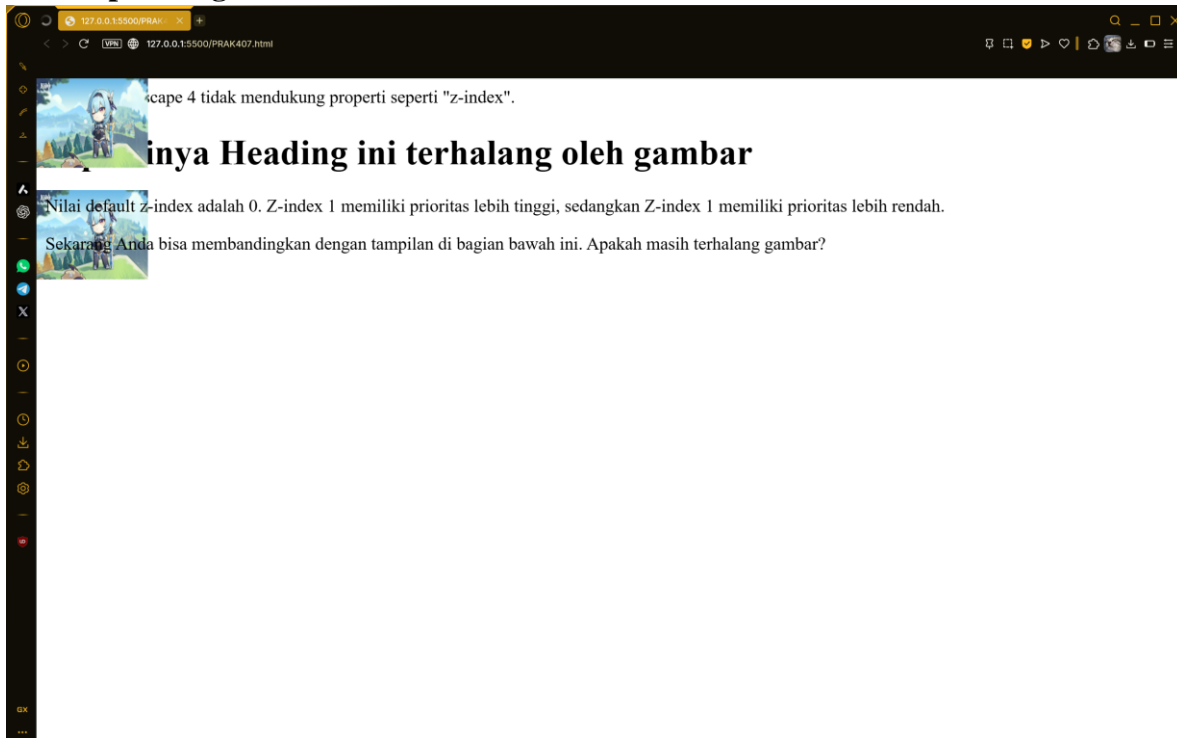 127.0.0.1:5500/PRAK4
VPN 127.0.0.1:5500/PRAK407.html
scape 4 tidak mendukung properti seperti "z-index".
inya Heading ini terhalang oleh gambar
Nilai default z-index adalah 0. Z-index 1 memiliki prioritas lebih tinggi, sedangkan Z-index 1 memiliki prioritas lebih rendah.
Sekarang Anda bisa membandingkan dengan tampilan di bagian bawah ini. Apakah masih terhalang gambar?
GX